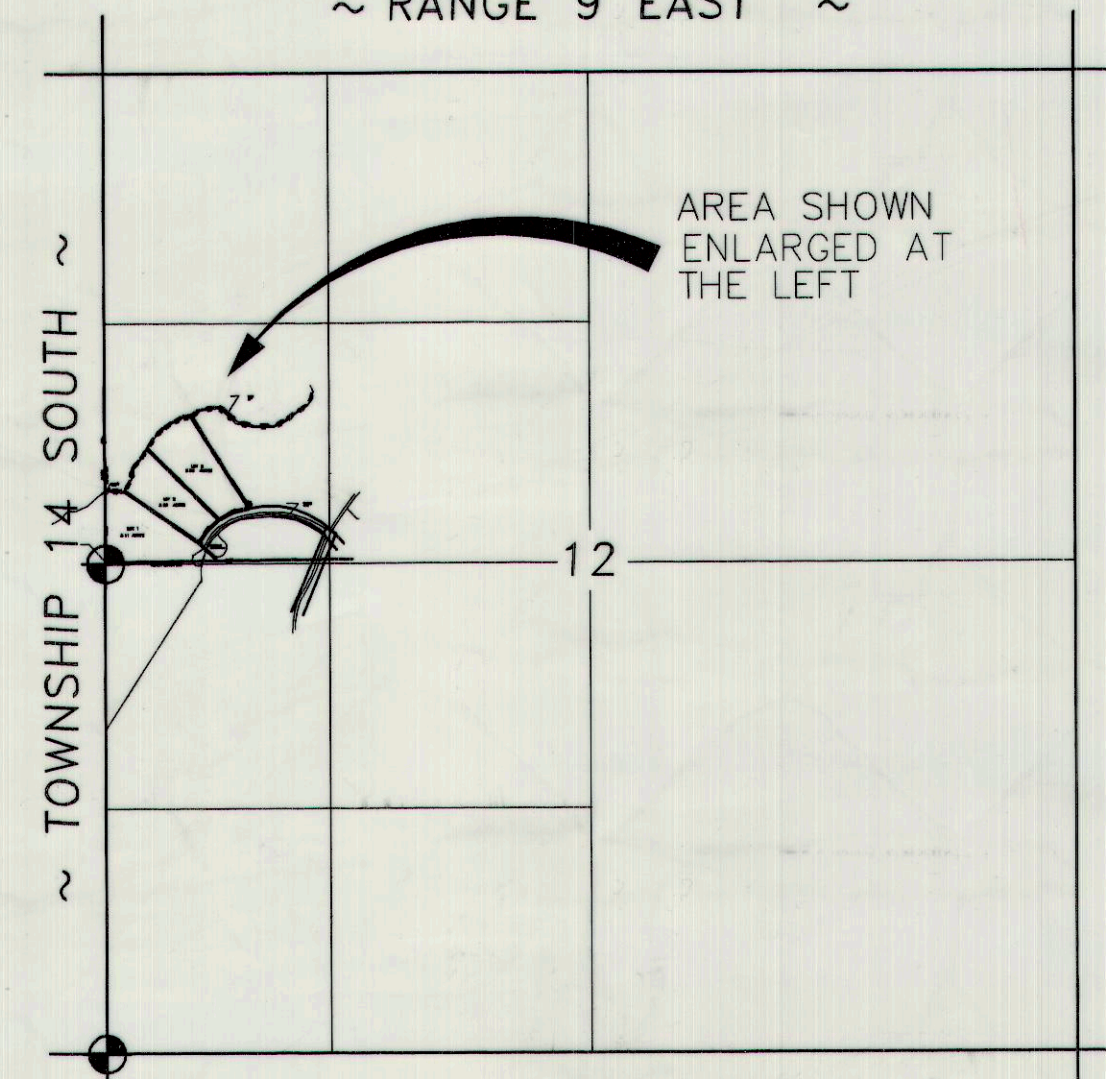 ~ RANGE 9 EAST ~
AREA SHOWN
ENLARGED AT
THE LEFT
~ TOWNSHIP 14 SOUTH ~
12